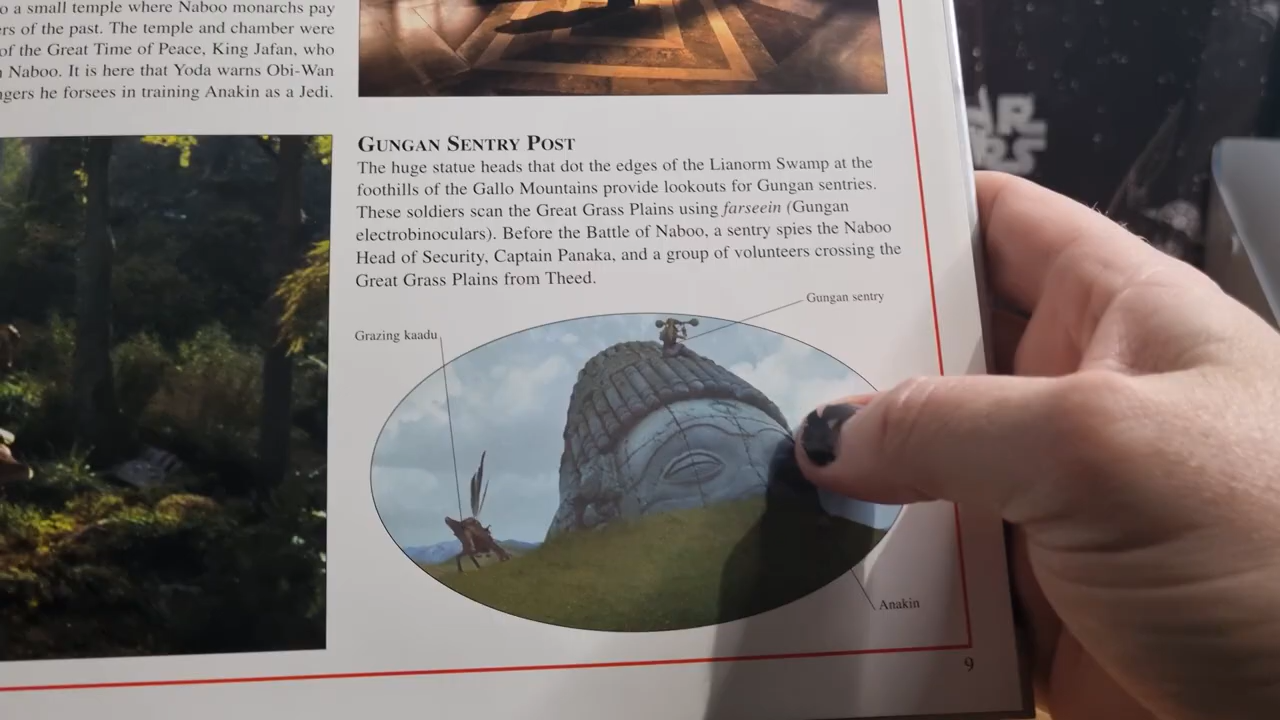 o a small temple where Naboo monarchs pay
rs of the past. The temple and chamber were
of the Great Time of Peace, King Jafan, who
Naboo. It is here that Yoda warns Obi-Wan
gers he forsees in training Anakin as a Jedi.
GUNGAN SENTRY POST
The huge statue heads that dot the edges of the Lianorm Swamp at the
foothills of the Gallo Mountains provide lookouts for Gungan sentries.
These soldiers scan the Great Grass Plains using farseein (Gungan
electrobinoculars). Before the Battle of Naboo, a sentry spies the Naboo
Head of Security, Captain Panaka, and a group of volunteers crossing the
Great Grass Plains from Theed.
Gungan sentry
Grazing kaadu
Anakin
9
AR
RS